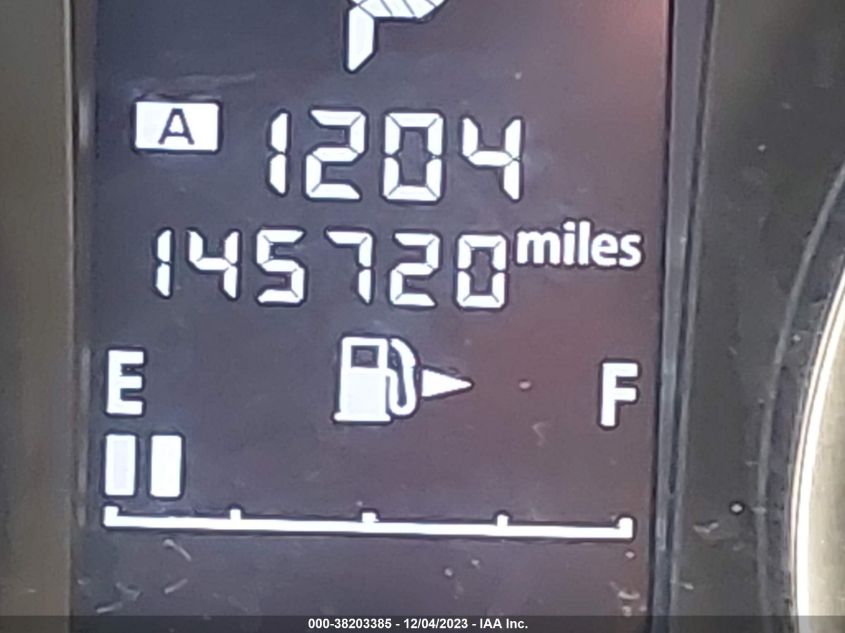 P
A 1204
145720 miles
E F
000-38203385 - 12/04/2023 - IAA Inc.